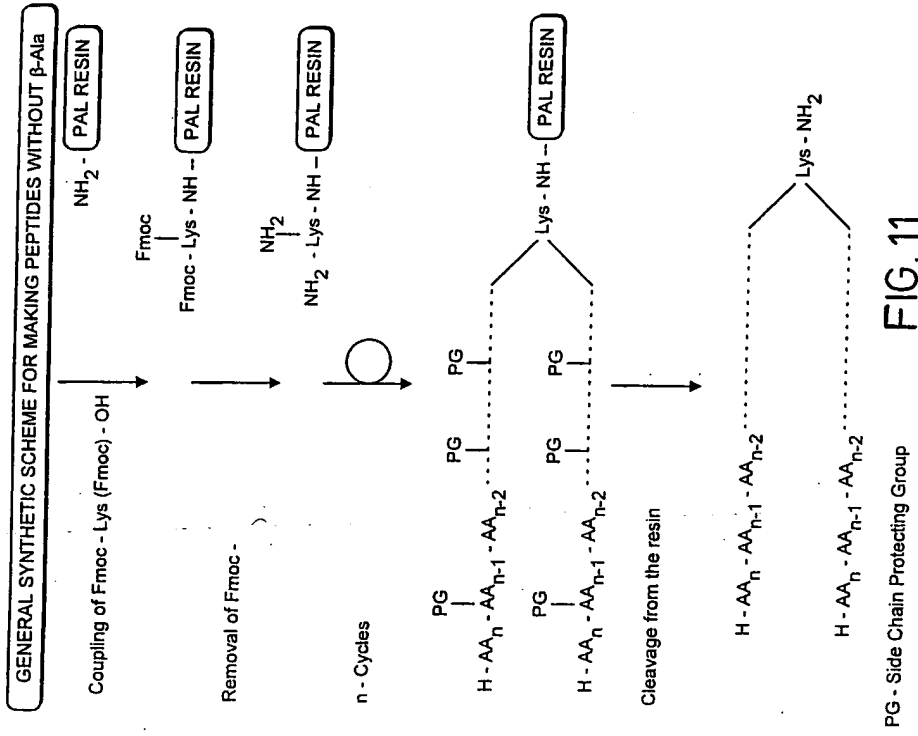 GENERAL SYNTHETIC SCHEME FOR MAKING PEPTIDES WITHOUT β-Ala
NH2 - PAL RESIN
Coupling of Fmoc - Lys (Fmoc) - OH
Fmoc
Fmoc - Lys - NH -- PAL RESIN
Removal of Fmoc -
NH2
NH2 - Lys - NH -- PAL RESIN
n - Cycles
PG PG PG
H - AAn - AAn-1 - AAn-2
Lys - NH -- PAL RESIN
PG PG PG
H - AAn - AAn-1 - AAn-2
Cleavage from the resin
H - AAn - AAn-1 - AAn-2
Lys - NH2
H - AAn - AAn-1 - AAn-2
PG - Side Chain Protecting Group
FIG. 11